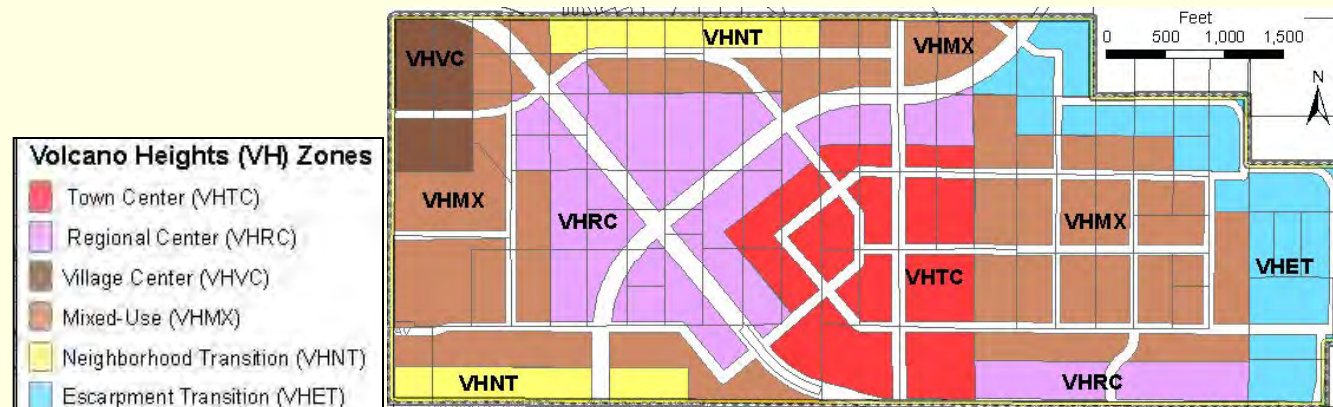 Volcano Heights (VH) Zones
Town Center (VHTC)
Regional Center (VHRC)
Village Center (VHVC)
Mixed-Use (VHMX)
Neighborhood Transition (VHNT)
Escarpment Transition (VHET)
VHVC
VHNT
VHMX
Feet
0 500 1,000 1,500
N
VHMX
VHRC
VHMX
VHTC
VHET
AV
VHNT
VHRC